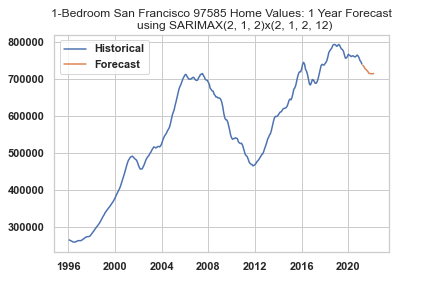 1-Bedroom San Francisco 97585 Home Values: 1 Year Forecast
using SARIMAX(2, 1, 2)x(2, 1, 2, 12)
800000
700000
600000
500000
400000
300000
Historical
Forecast
1996 2000 2004 2008 2012 2016 2020